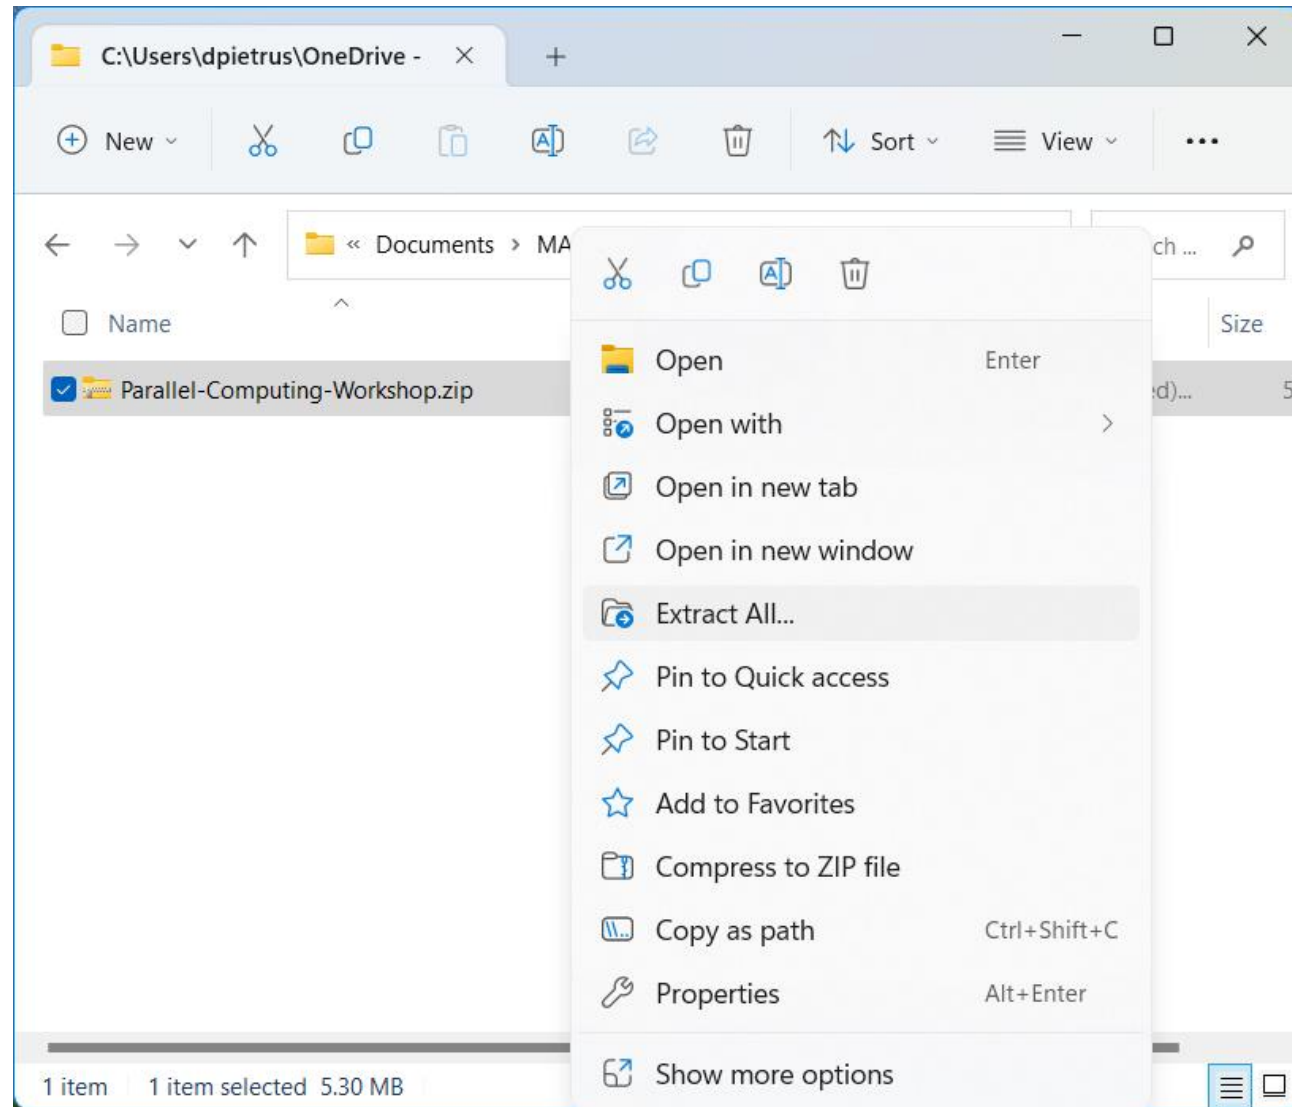 C:\Users\dpietrus\OneDrive -
New
Sort
View
« Documents > MA
ch ...
Name
Size
Parallel-Computing-Workshop.zip
ed)...
5
Open Enter
Open with
Open in new tab
Open in new window
Extract All...
Pin to Quick access
Pin to Start
Add to Favorites
Compress to ZIP file
Copy as path Ctrl+Shift+C
Properties Alt+Enter
Show more options
1 item 1 item selected 5.30 MB